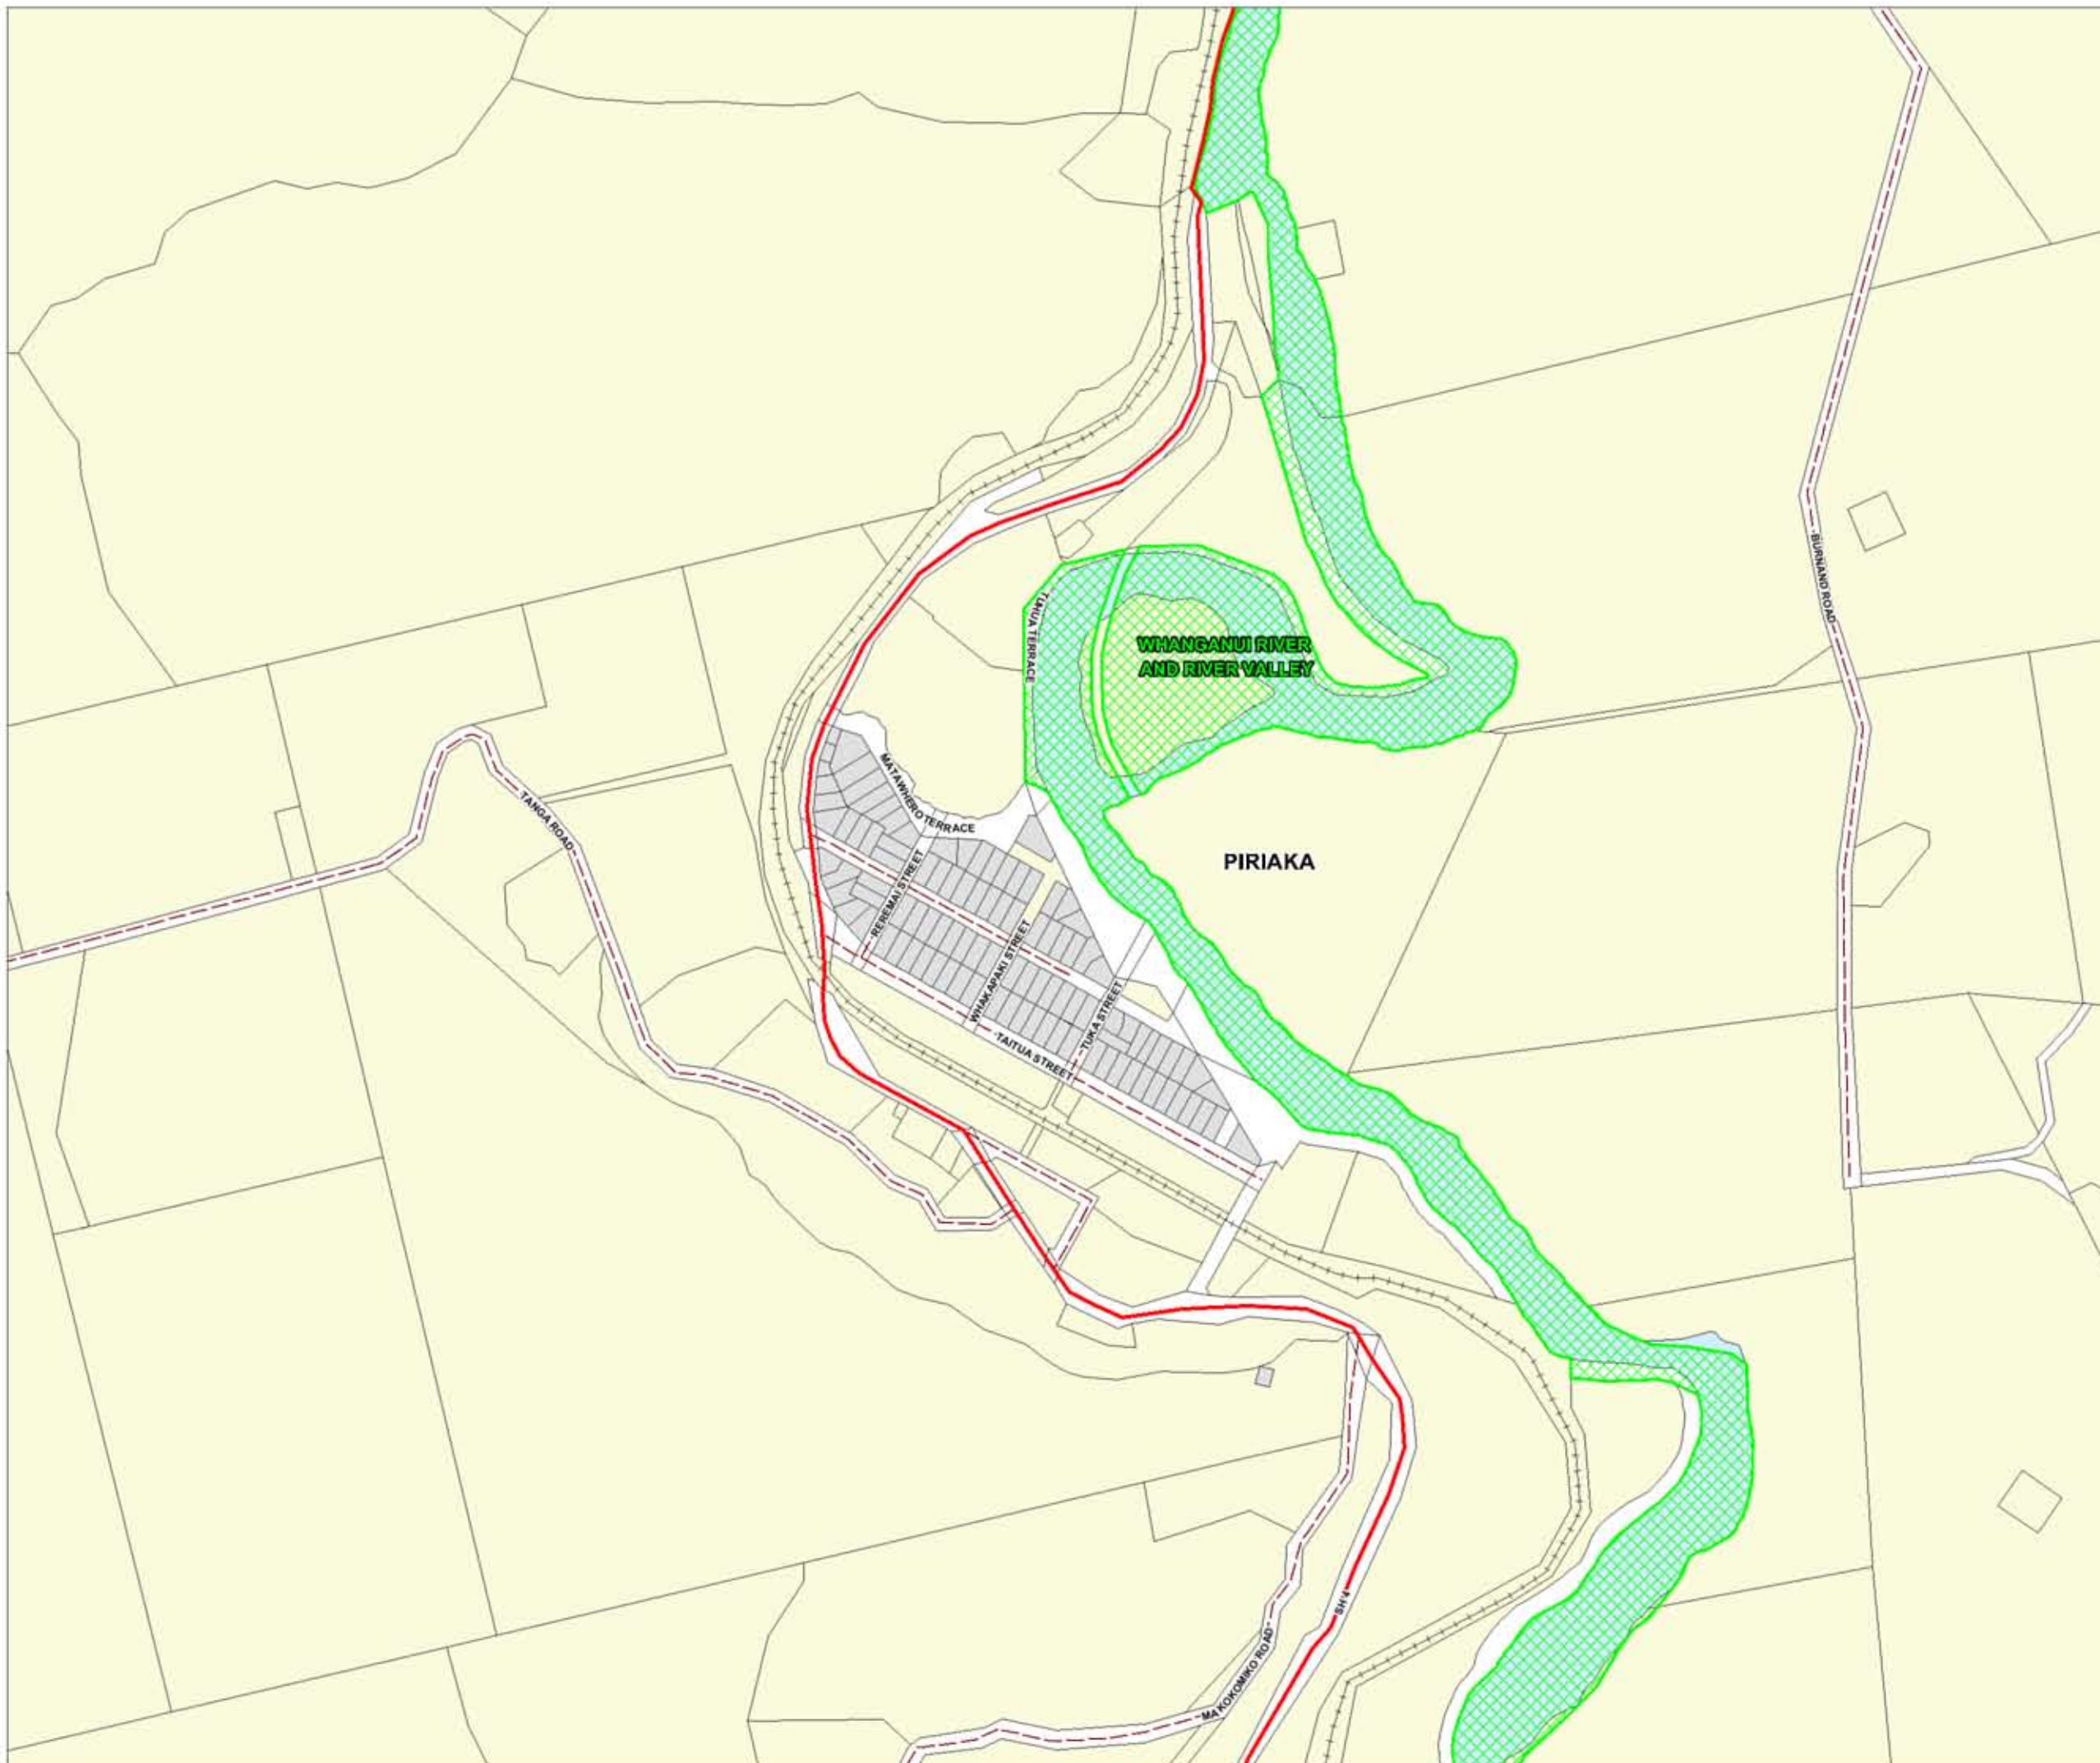 BURNAND ROAD
TUHUA TERRACE
WHANGANUI RIVER
AND RIVER VALLEY
TANGA ROAD
MATAWHERO TERRACE
PIRIAKA
REREMAI STREET
WHAKAPAKI STREET
TUKA STREET
TAITUA STREET
SH 4
MAKOKOMIKO ROAD